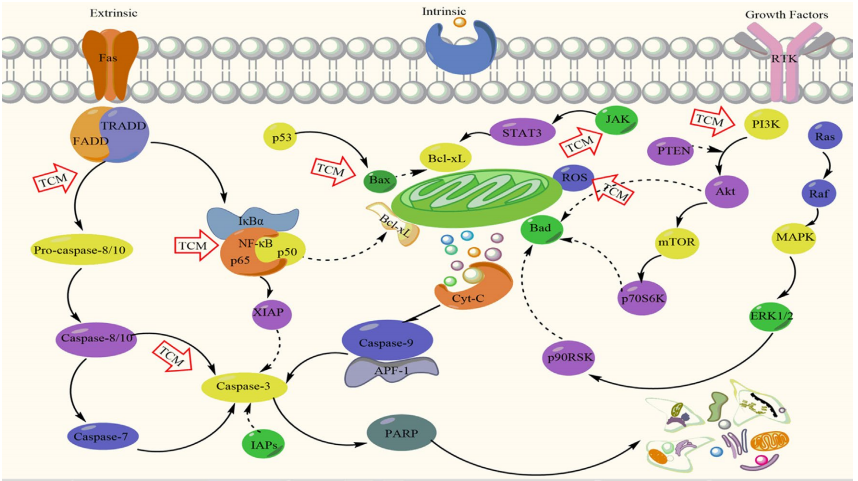 Extrinsic
Intrinsic
Growth Factors
Fas
RTK
TRADD
FADD
p53
STAT3
JAK
TCM
PI3K
Ras
TCM
TCM
Bcl-xL
PTEN
TCM
Bax
ROS
TCM
Akt
Raf
IκBα
Bcl-xL
Bad
Pro-caspase-8/10
TCM
NF-κB
p65
p50
mTOR
MAPK
Cyt-C
p70S6K
XIAP
ERK1/2
Caspase-8/10
TCM
Caspase-9
APF-1
p90RSK
Caspase-3
Caspase-7
IAPs
PARP